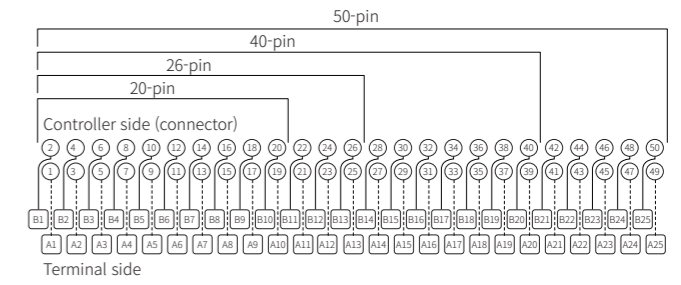 50-pin
40-pin
26-pin
20-pin
Controller side (connector)
2 4 6 8 10 12 14 16 18 20 22 24 26 28 30 32 34 36 38 40 42 44 46 48 50
1 3 5 7 9 11 13 15 17 19 21 23 25 27 29 31 33 35 37 39 41 43 45 47 49
B1 B2 B3 B4 B5 B6 B7 B8 B9 B10 B11 B12 B13 B14 B15 B16 B17 B18 B19 B20 B21 B22 B23 B24 B25
A1 A2 A3 A4 A5 A6 A7 A8 A9 A10 A11 A12 A13 A14 A15 A16 A17 A18 A19 A20 A21 A22 A23 A24 A25
Terminal side